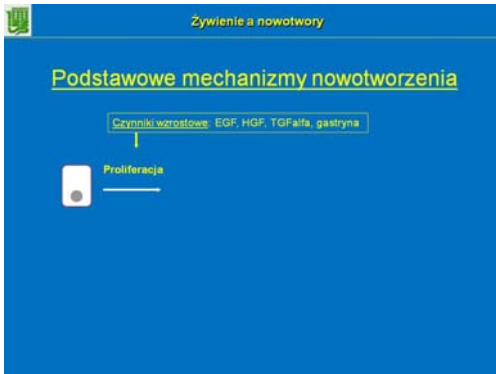 Żywienie a nowotwory
Podstawowe mechanizmy nowotworzenia
Czynniki wzrostowe: EGF, HGF, TGFalfa, gastryna
Proliferacja